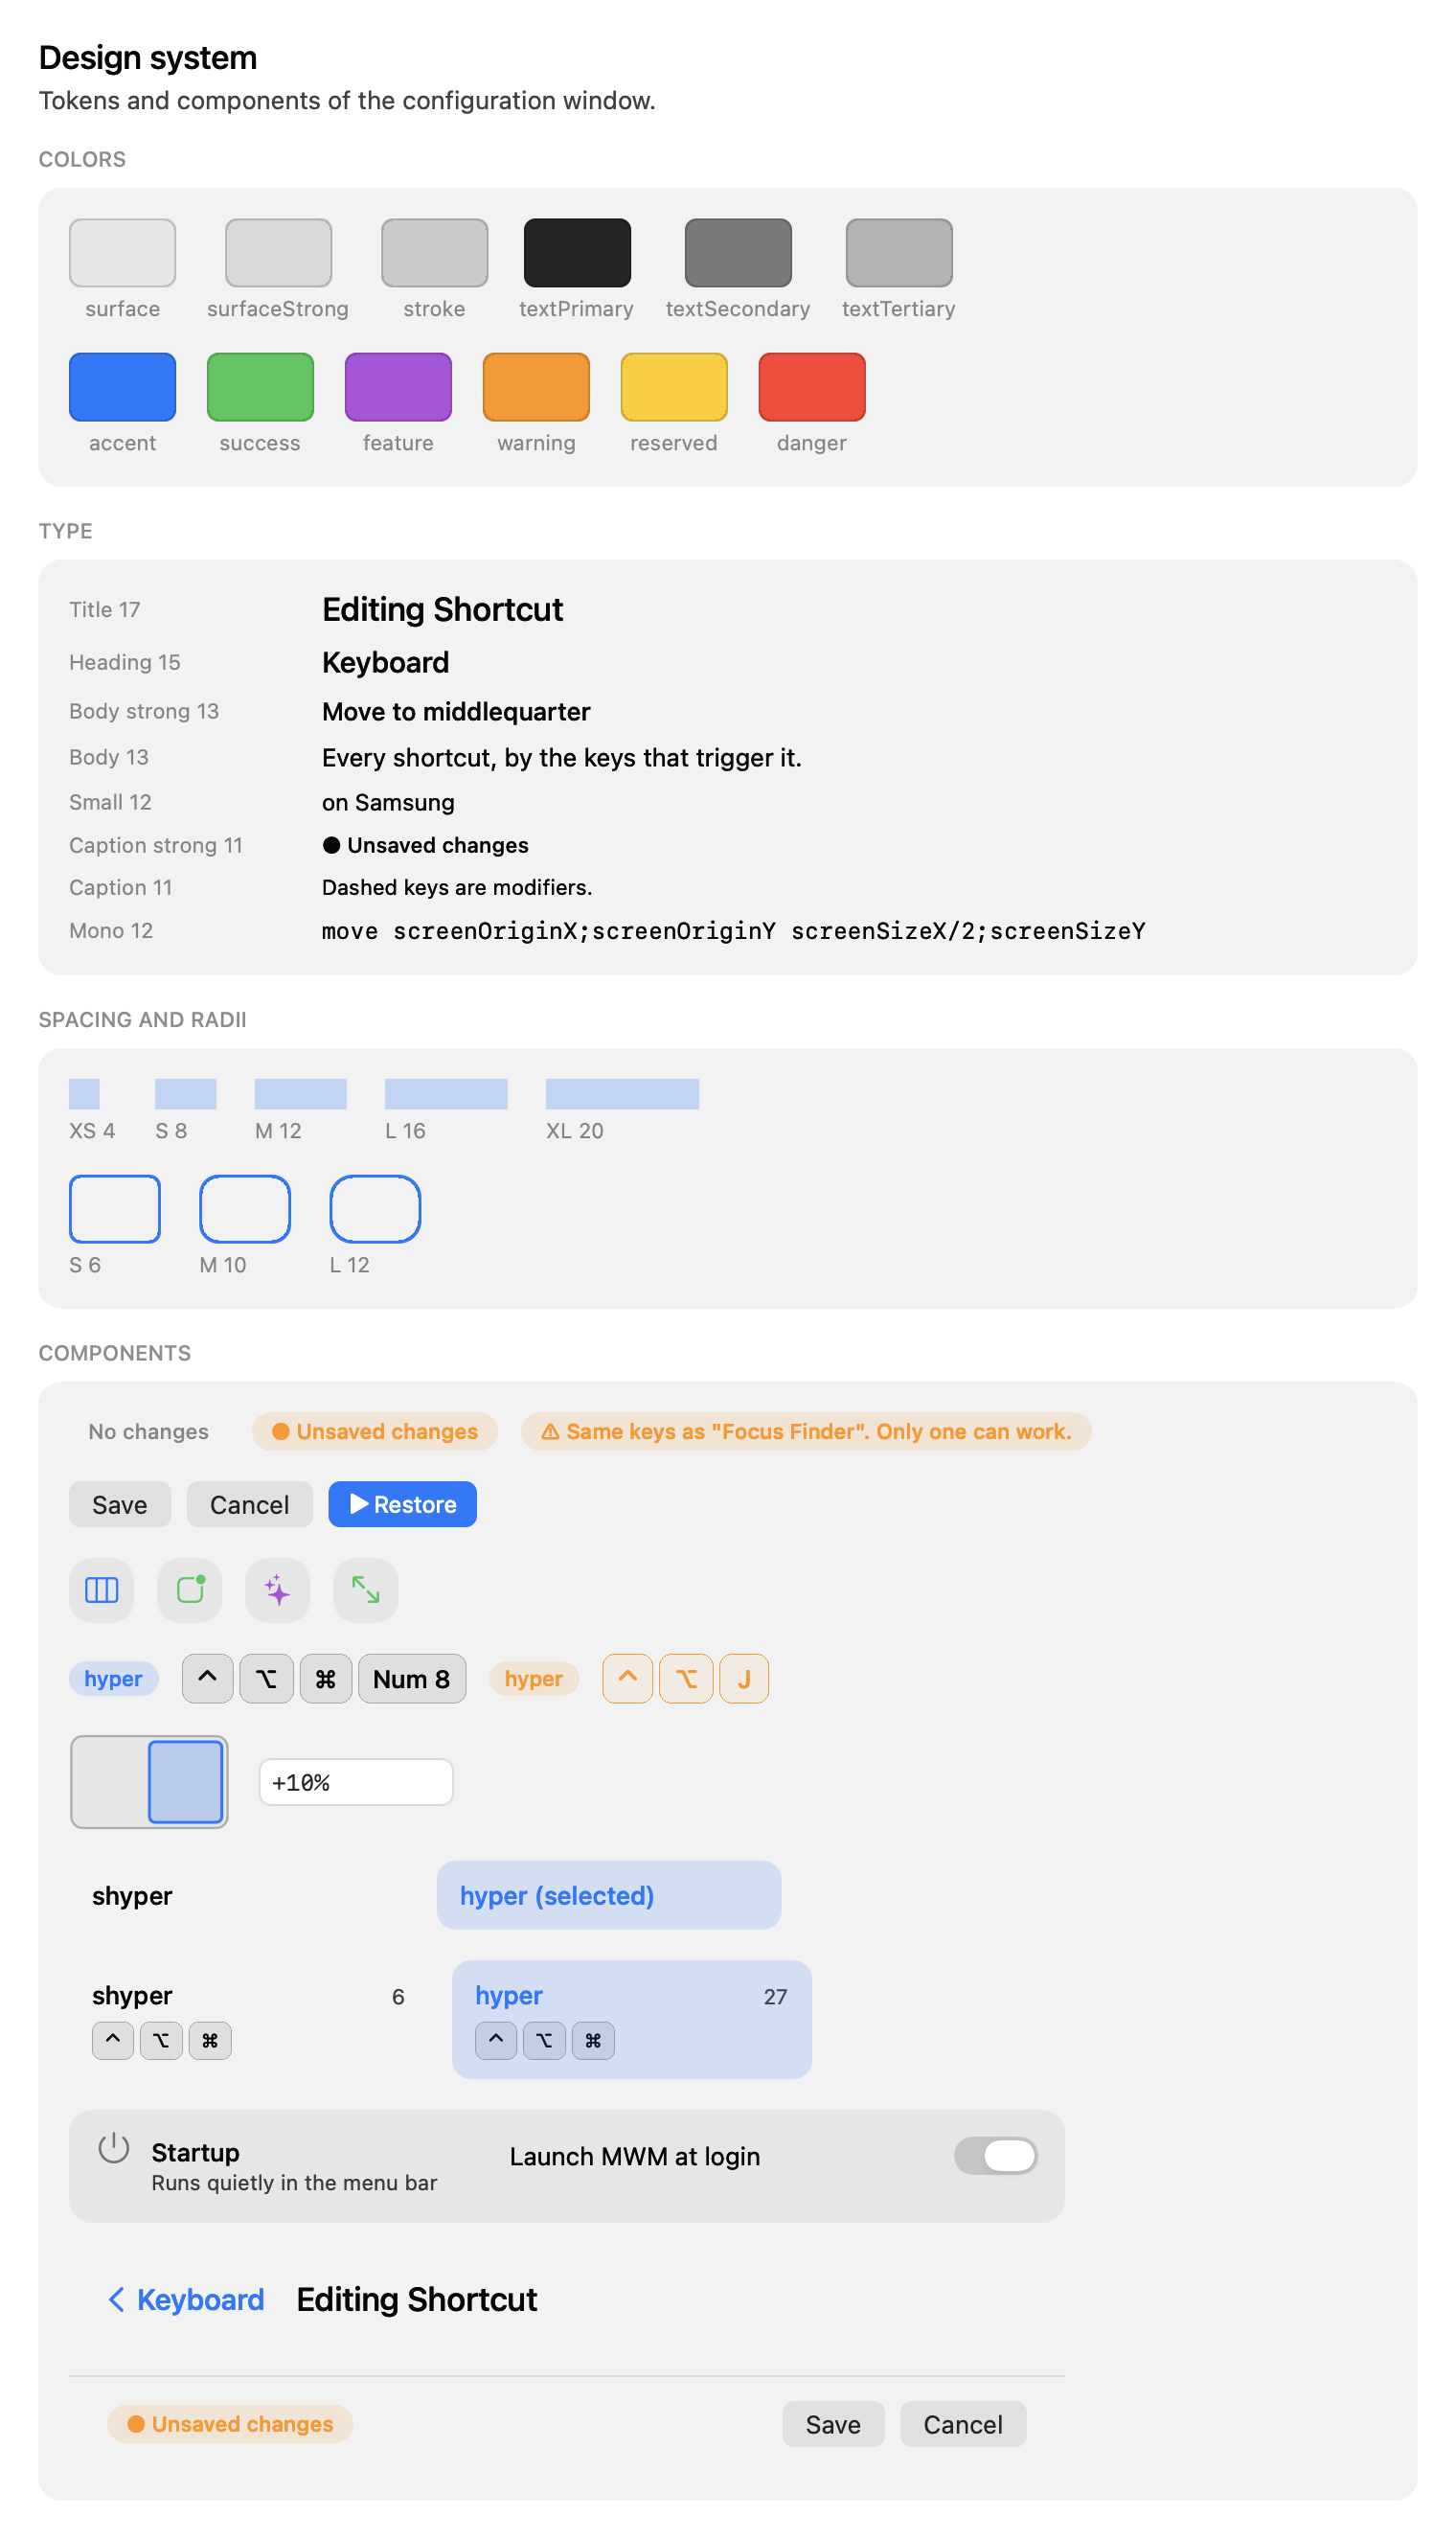 Design system
Tokens and components of the configuration window.
COLORS
surface surfaceStrong stroke textPrimary textSecondary textTertiary
accent success feature warning reserved danger
TYPE
Title 17 Editing Shortcut
Heading 15 Keyboard
Body strong 13 Move to middlequarter
Body 13 Every shortcut, by the keys that trigger it.
Small 12 on Samsung
Caption strong 11 ● Unsaved changes
Caption 11 Dashed keys are modifiers.
Mono 12 move screenOriginX;screenOriginY screenSizeX/2;screenSizeY
SPACING AND RADII
XS 4 S 8 M 12 L 16 XL 20
S 6 M 10 L 12
COMPONENTS
No changes ● Unsaved changes ⚠ Same keys as "Focus Finder". Only one can work.
Save Cancel ▶ Restore
hyper ⌃ ⌥ ⌘ Num 8 hyper ⌃ ⌥ J
+10%
shyper hyper (selected)
shyper 6 hyper 27
⌃ ⌥ ⌘ ⌃ ⌥ ⌘
Startup Launch MWM at login
Runs quietly in the menu bar
Keyboard Editing Shortcut
● Unsaved changes Save Cancel